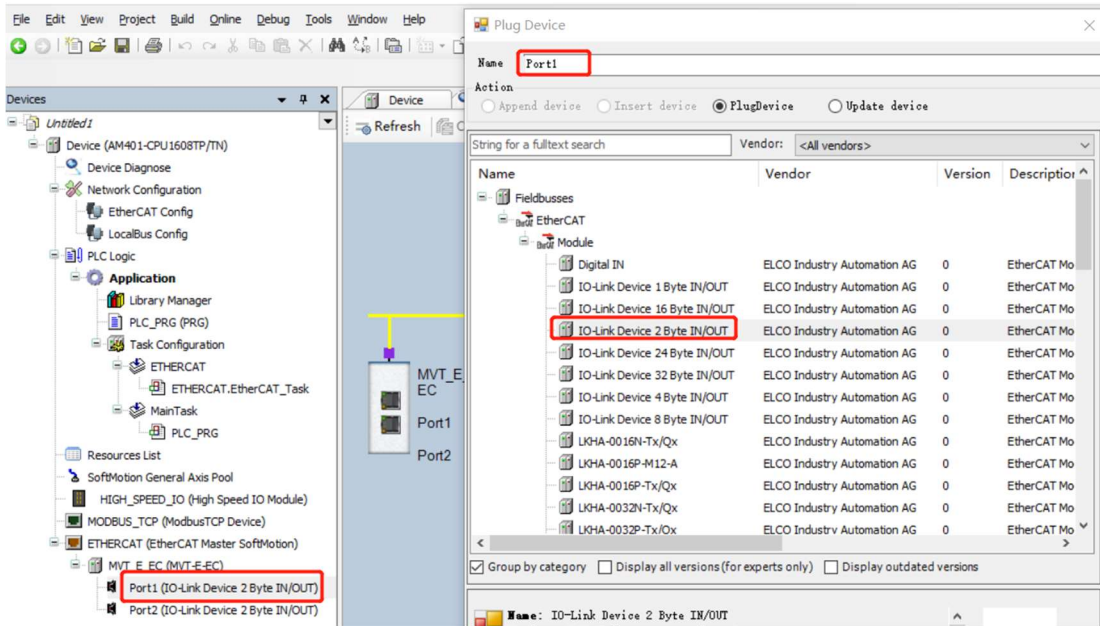 File Edit View Project Build Online Debug Tools Window Help
Devices
Untitled1
Device (AM401-CPU1608TP/TN)
Device Diagnose
Network Configuration
EtherCAT Config
LocalBus Config
PLC Logic
Application
Library Manager
PLC_PRG (PRG)
Task Configuration
ETHERCAT
ETHERCAT.EtherCAT_Task
MainTask
PLC_PRG
Resources List
SoftMotion General Axis Pool
HIGH_SPEED_IO (High Speed IO Module)
MODBUS_TCP (ModbusTCP Device)
ETHERCAT (EtherCAT Master SoftMotion)
MVT_E_EC (MVT-E-EC)
Port1 (IO-Link Device 2 Byte IN/OUT)
Port2 (IO-Link Device 2 Byte IN/OUT)
Device
Refresh
MVT_E_
EC
Port1
Port2
Plug Device
Name Port1
Action
Append device Insert device PlugDevice Update device
String for a fulltext search Vendor: <All vendors>
Name Vendor Version Description
Fieldbusses
EtherCAT
Module
Digital IN ELCO Industry Automation AG 0 EtherCAT Mo
IO-Link Device 1 Byte IN/OUT ELCO Industry Automation AG 0 EtherCAT Mo
IO-Link Device 16 Byte IN/OUT ELCO Industry Automation AG 0 EtherCAT Mo
IO-Link Device 2 Byte IN/OUT ELCO Industry Automation AG 0 EtherCAT Mo
IO-Link Device 24 Byte IN/OUT ELCO Industry Automation AG 0 EtherCAT Mo
IO-Link Device 32 Byte IN/OUT ELCO Industry Automation AG 0 EtherCAT Mo
IO-Link Device 4 Byte IN/OUT ELCO Industry Automation AG 0 EtherCAT Mo
IO-Link Device 8 Byte IN/OUT ELCO Industry Automation AG 0 EtherCAT Mo
LKHA-0016N-Tx/Qx ELCO Industry Automation AG 0 EtherCAT Mo
LKHA-0016P-M12-A ELCO Industry Automation AG 0 EtherCAT Mo
LKHA-0016P-Tx/Qx ELCO Industry Automation AG 0 EtherCAT Mo
LKHA-0032N-Tx/Qx ELCO Industry Automation AG 0 EtherCAT Mo
LKHA-0032P-Tx/Qx ELCO Industry Automation AG 0 EtherCAT Mo
Group by category Display all versions (for experts only) Display outdated versions
Name: IO-Link Device 2 Byte IN/OUT